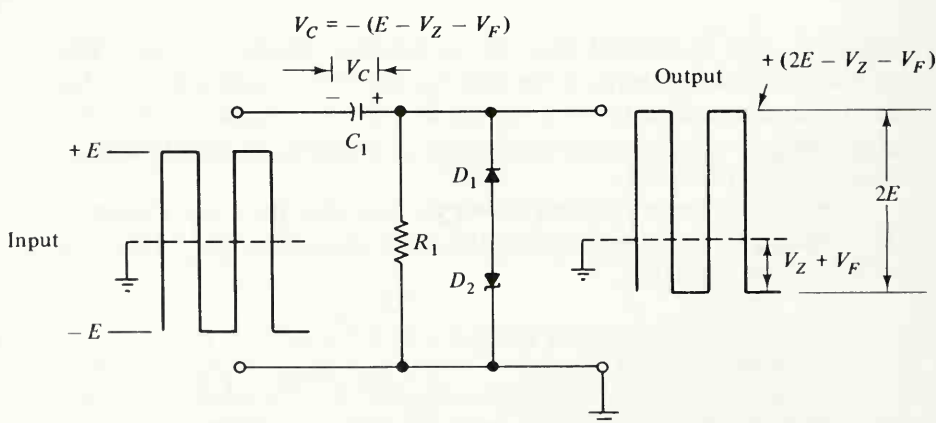 V_C = − (E − V_Z − V_F)
V_C
− +
C_1
Output
+ (2E − V_Z − V_F)
+ E
D_1
2E
Input
R_1
V_Z + V_F
D_2
− E